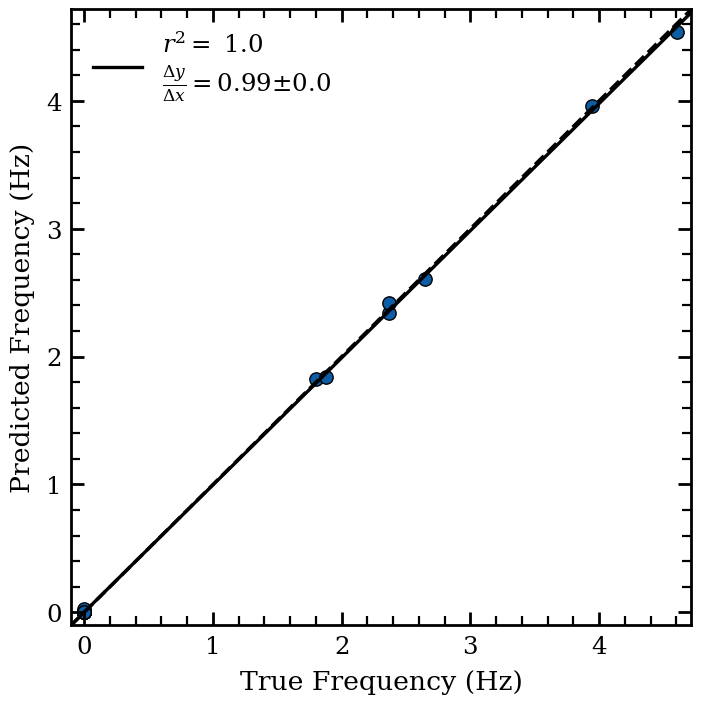 r² = 1.0
Δy/Δx = 0.99±0.0
4
3
2
1
0
0 1 2 3 4
Predicted Frequency (Hz)
True Frequency (Hz)